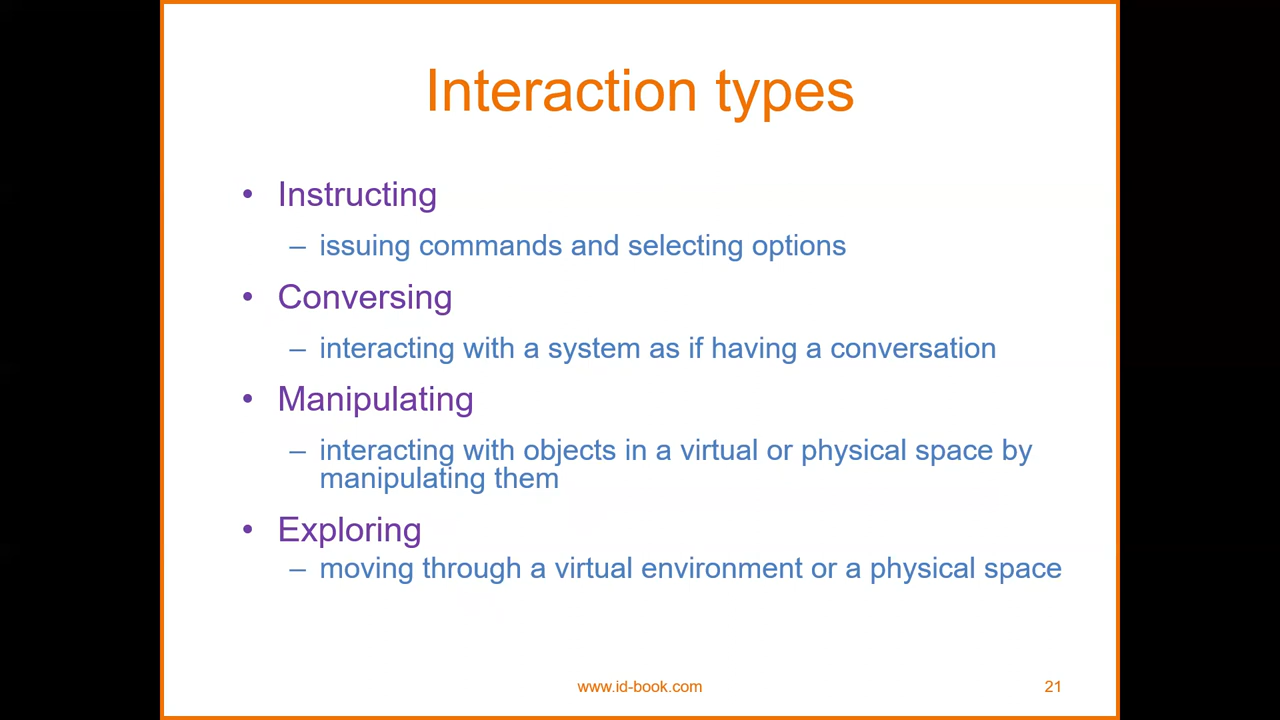 Interaction types
• Instructing
– issuing commands and selecting options
• Conversing
– interacting with a system as if having a conversation
• Manipulating
– interacting with objects in a virtual or physical space by
manipulating them
• Exploring
– moving through a virtual environment or a physical space
www.id-book.com
21